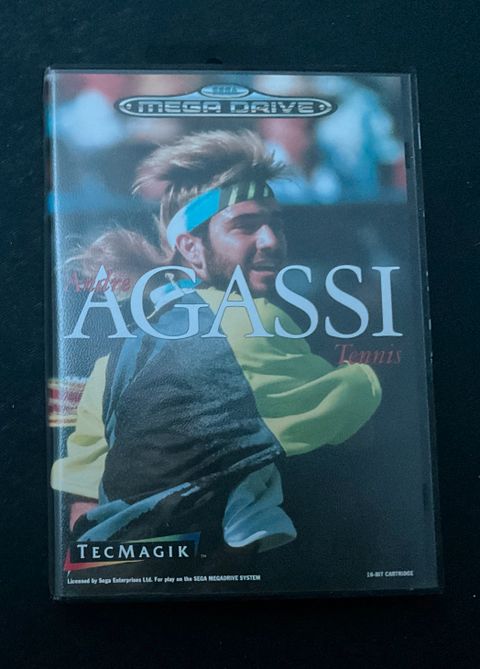 SEGA
MEGA DRIVE
Andre
AGASSI
Tennis
TECMAGIK ™
Licensed by Sega Enterprises Ltd. For play on the SEGA MEGADRIVE SYSTEM
16-BIT CARTRIDGE